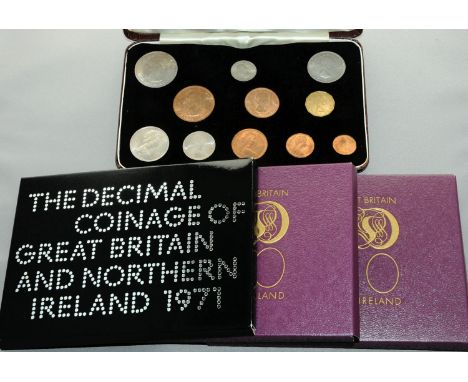 THE DECIMAL
COINAGE OF
GREAT BRITAIN
AND NORTHERN
IRELAND 1971
BRITAIN
IRELAND
BRITAIN
IRELAND